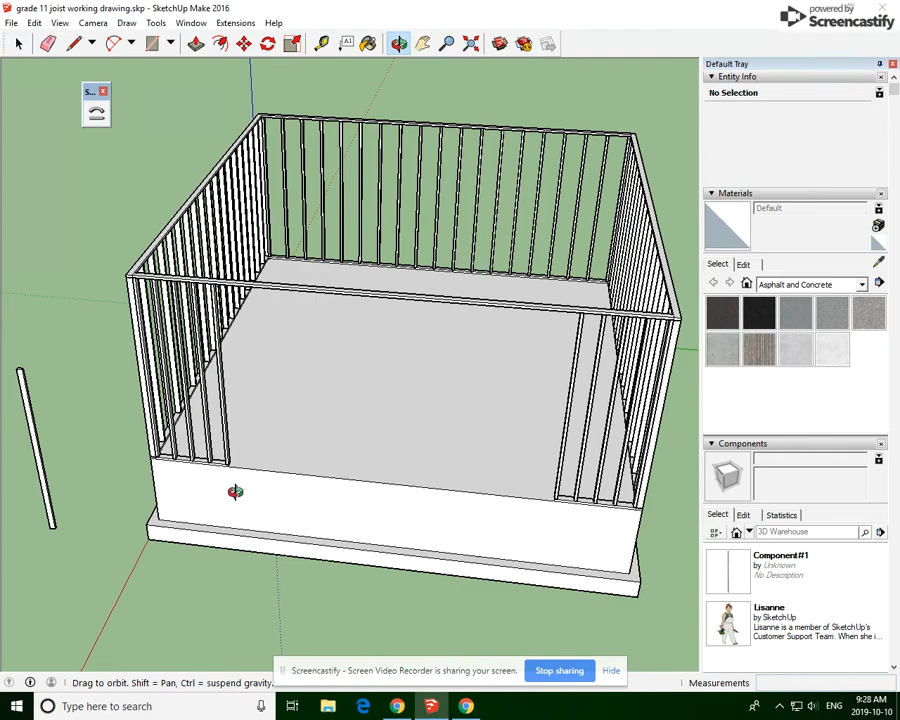 grade 11 joist working drawing.skp - SketchUp Make 2016
powered by
Screencastify
File Edit View Camera Draw Tools Window Extensions Help
S...
Default Tray
Entity Info
No Selection
Materials
Default
Select Edit
Asphalt and Concrete
Components
Select Edit Statistics
3D Warehouse
Component#1
by Unknown
No Description
Lisanne
by SketchUp
Lisanne is a member of SketchUp's
Customer Support Team. When she i...
Screencastify - Screen Video Recorder is sharing your screen.
Stop sharing
Hide
Drag to orbit. Shift = Pan, Ctrl = suspend gravity.
Measurements
Type here to search
ENG
9:28 AM
2019-10-10